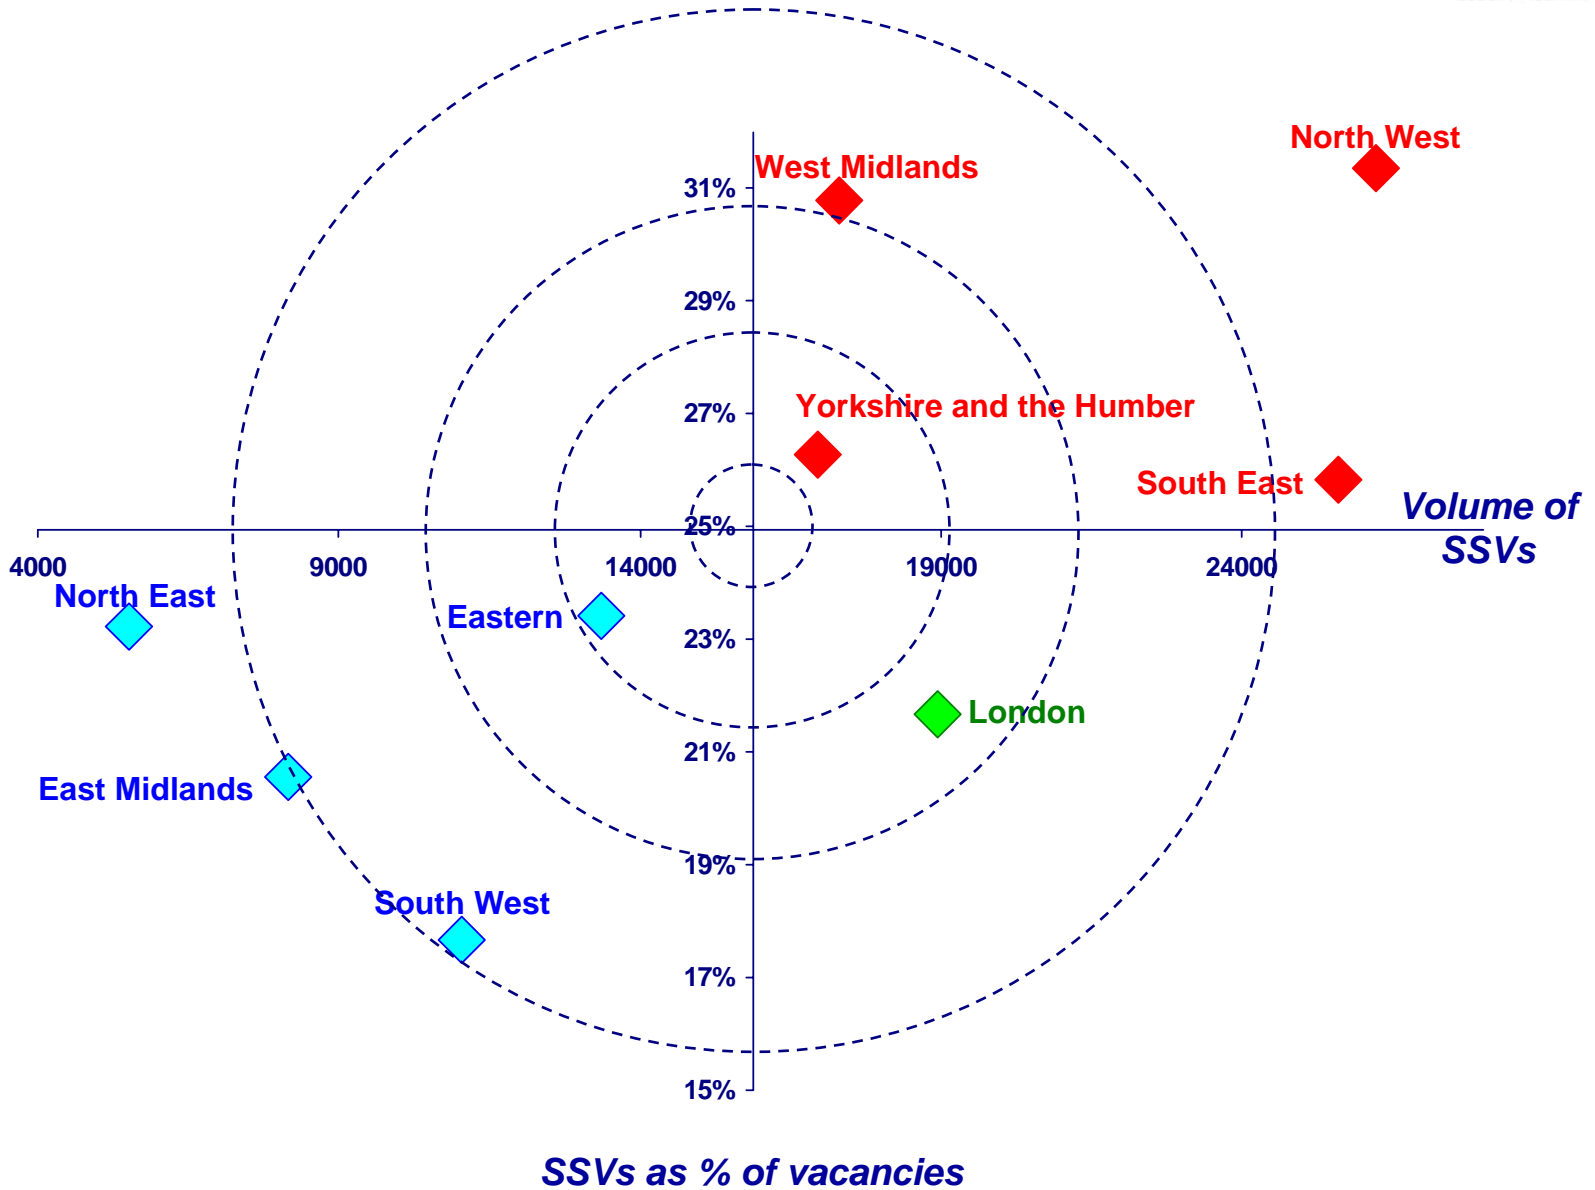 North West
West Midlands
31%
29%
27%
Yorkshire and the Humber
South East
Volume of
SSVs
25%
4000
9000
14000
19000
24000
North East
Eastern
23%
London
21%
East Midlands
19%
South West
17%
15%
SSVs as % of vacancies